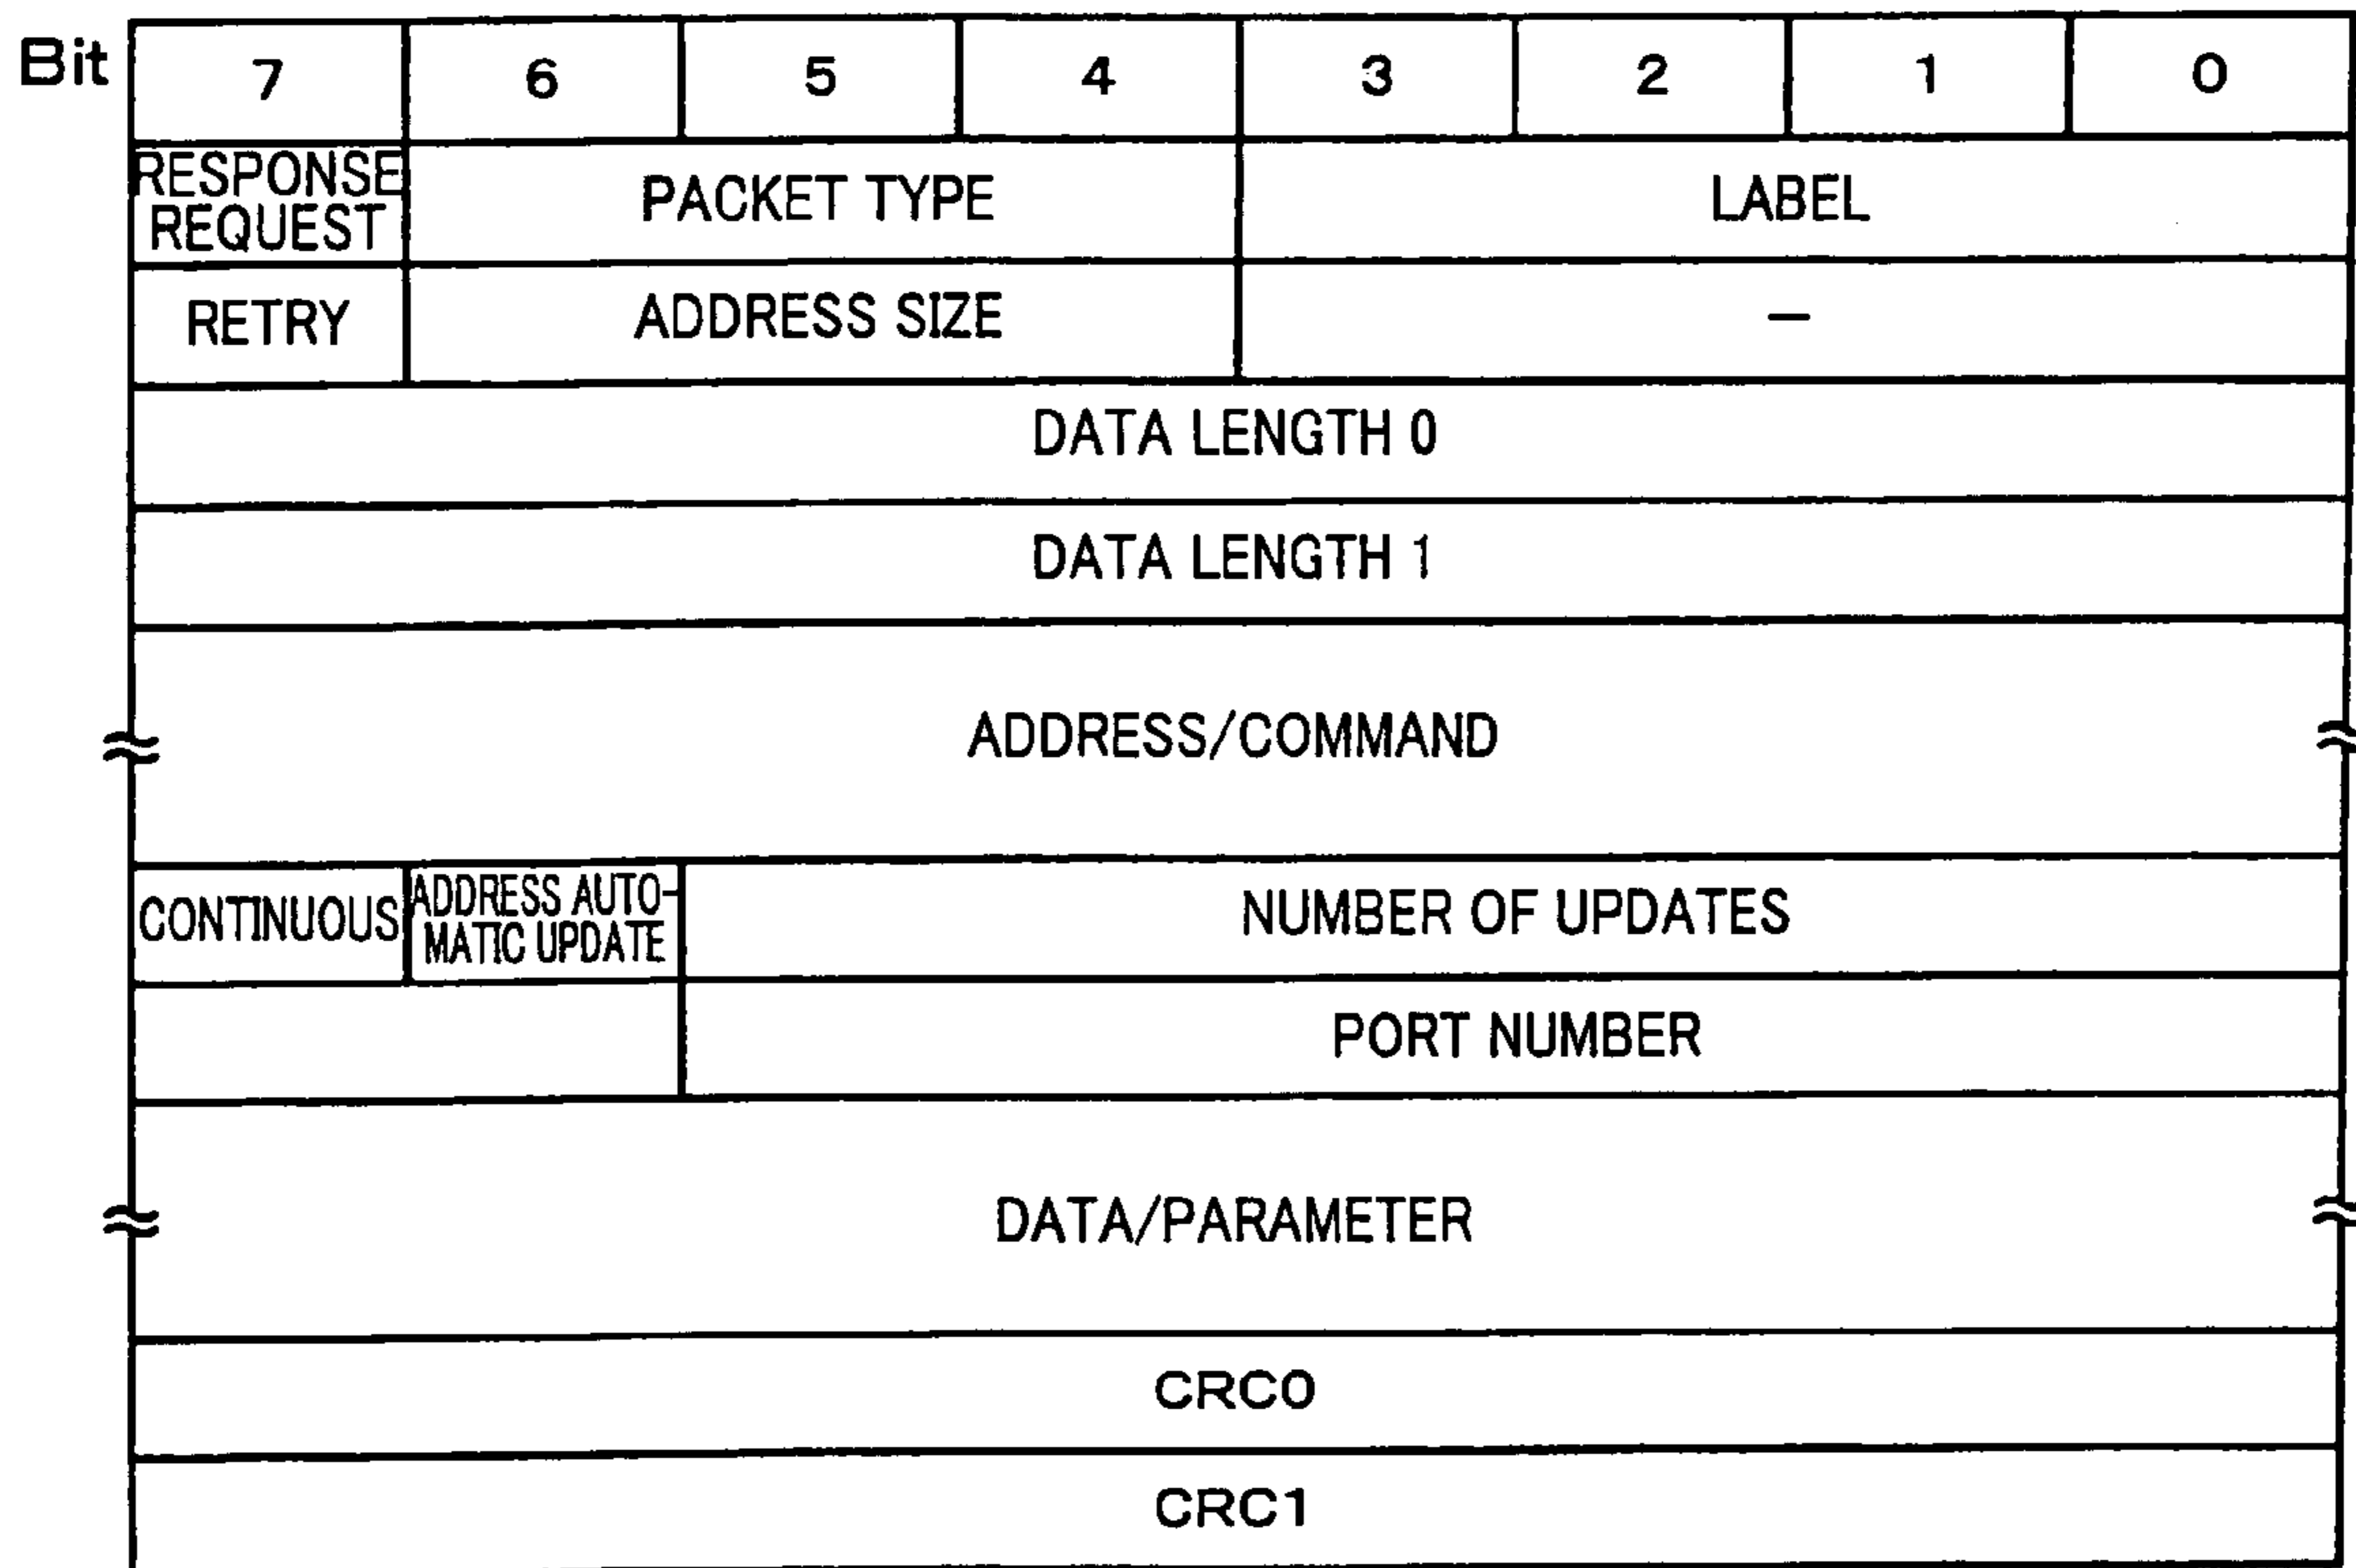 Bit 7 6 5 4 3 2 1 0
RESPONSE
REQUEST
PACKET TYPE
LABEL
RETRY
ADDRESS SIZE
—
DATA LENGTH 0
DATA LENGTH 1
ADDRESS/COMMAND
CONTINUOUS
ADDRESS AUTO-
MATIC UPDATE
NUMBER OF UPDATES
PORT NUMBER
DATA/PARAMETER
CRC0
CRC1